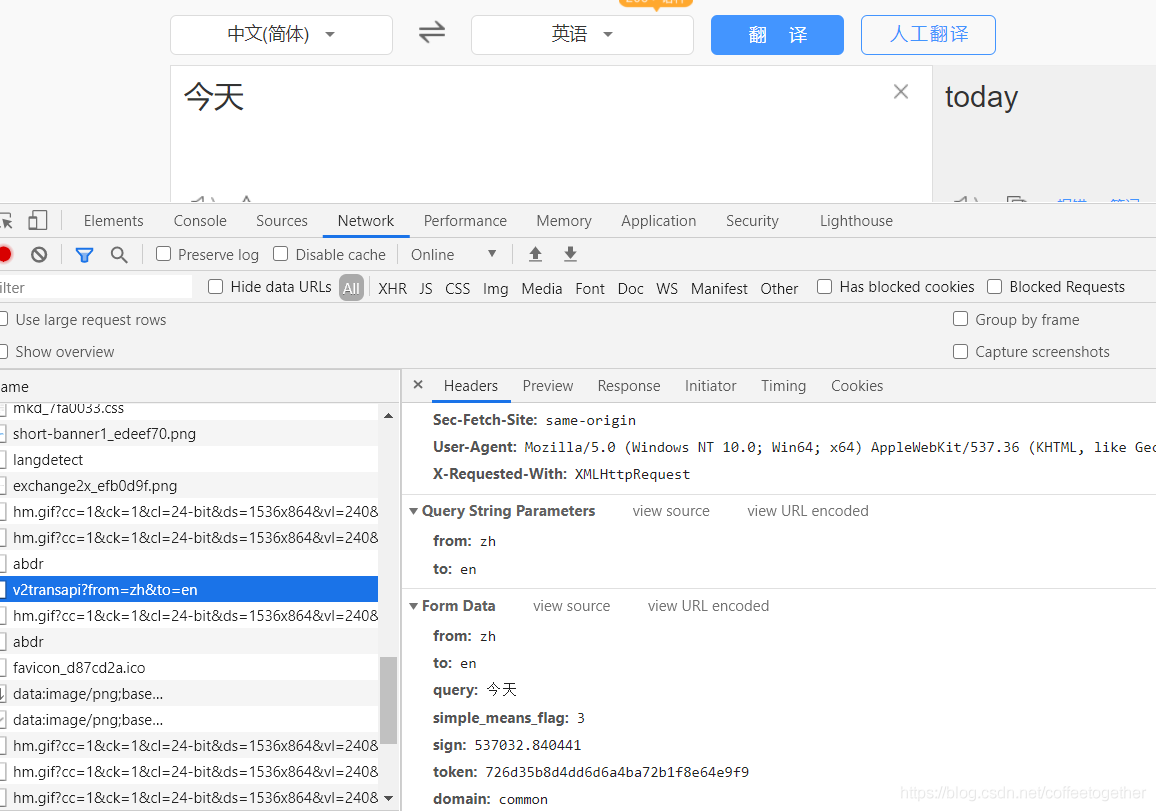 中文(简体) 英语 翻 译 人工翻译
今天 today
Elements Console Sources Network Performance Memory Application Security Lighthouse
Preserve log Disable cache Online
ilter Hide data URLs All XHR JS CSS Img Media Font Doc WS Manifest Other Has blocked cookies Blocked Requests
Use large request rows Group by frame
Show overview Capture screenshots
ame Headers Preview Response Initiator Timing Cookies
mkd_7fa0033.css
short-banner1_edeef70.png
langdetect
exchange2x_efb0d9f.png
hm.gif?cc=1&ck=1&cl=24-bit&ds=1536x864&vl=240&
hm.gif?cc=1&ck=1&cl=24-bit&ds=1536x864&vl=240&
abdr
v2transapi?from=zh&to=en
hm.gif?cc=1&ck=1&cl=24-bit&ds=1536x864&vl=240&
abdr
favicon_d87cd2a.ico
data:image/png;base...
data:image/png;base...
hm.gif?cc=1&ck=1&cl=24-bit&ds=1536x864&vl=240&
hm.gif?cc=1&ck=1&cl=24-bit&ds=1536x864&vl=240&
hm.gif?cc=1&ck=1&cl=24-bit&ds=1536x864&vl=240&
Sec-Fetch-Site: same-origin
User-Agent: Mozilla/5.0 (Windows NT 10.0; Win64; x64) AppleWebKit/537.36 (KHTML, like Gec
X-Requested-With: XMLHttpRequest
Query String Parameters view source view URL encoded
from: zh
to: en
Form Data view source view URL encoded
from: zh
to: en
query: 今天
simple_means_flag: 3
sign: 537032.840441
token: 726d35b8d4dd6d6a4ba72b1f8e64e9f9
domain: common
https://blog.csdn.net/coffeetogether